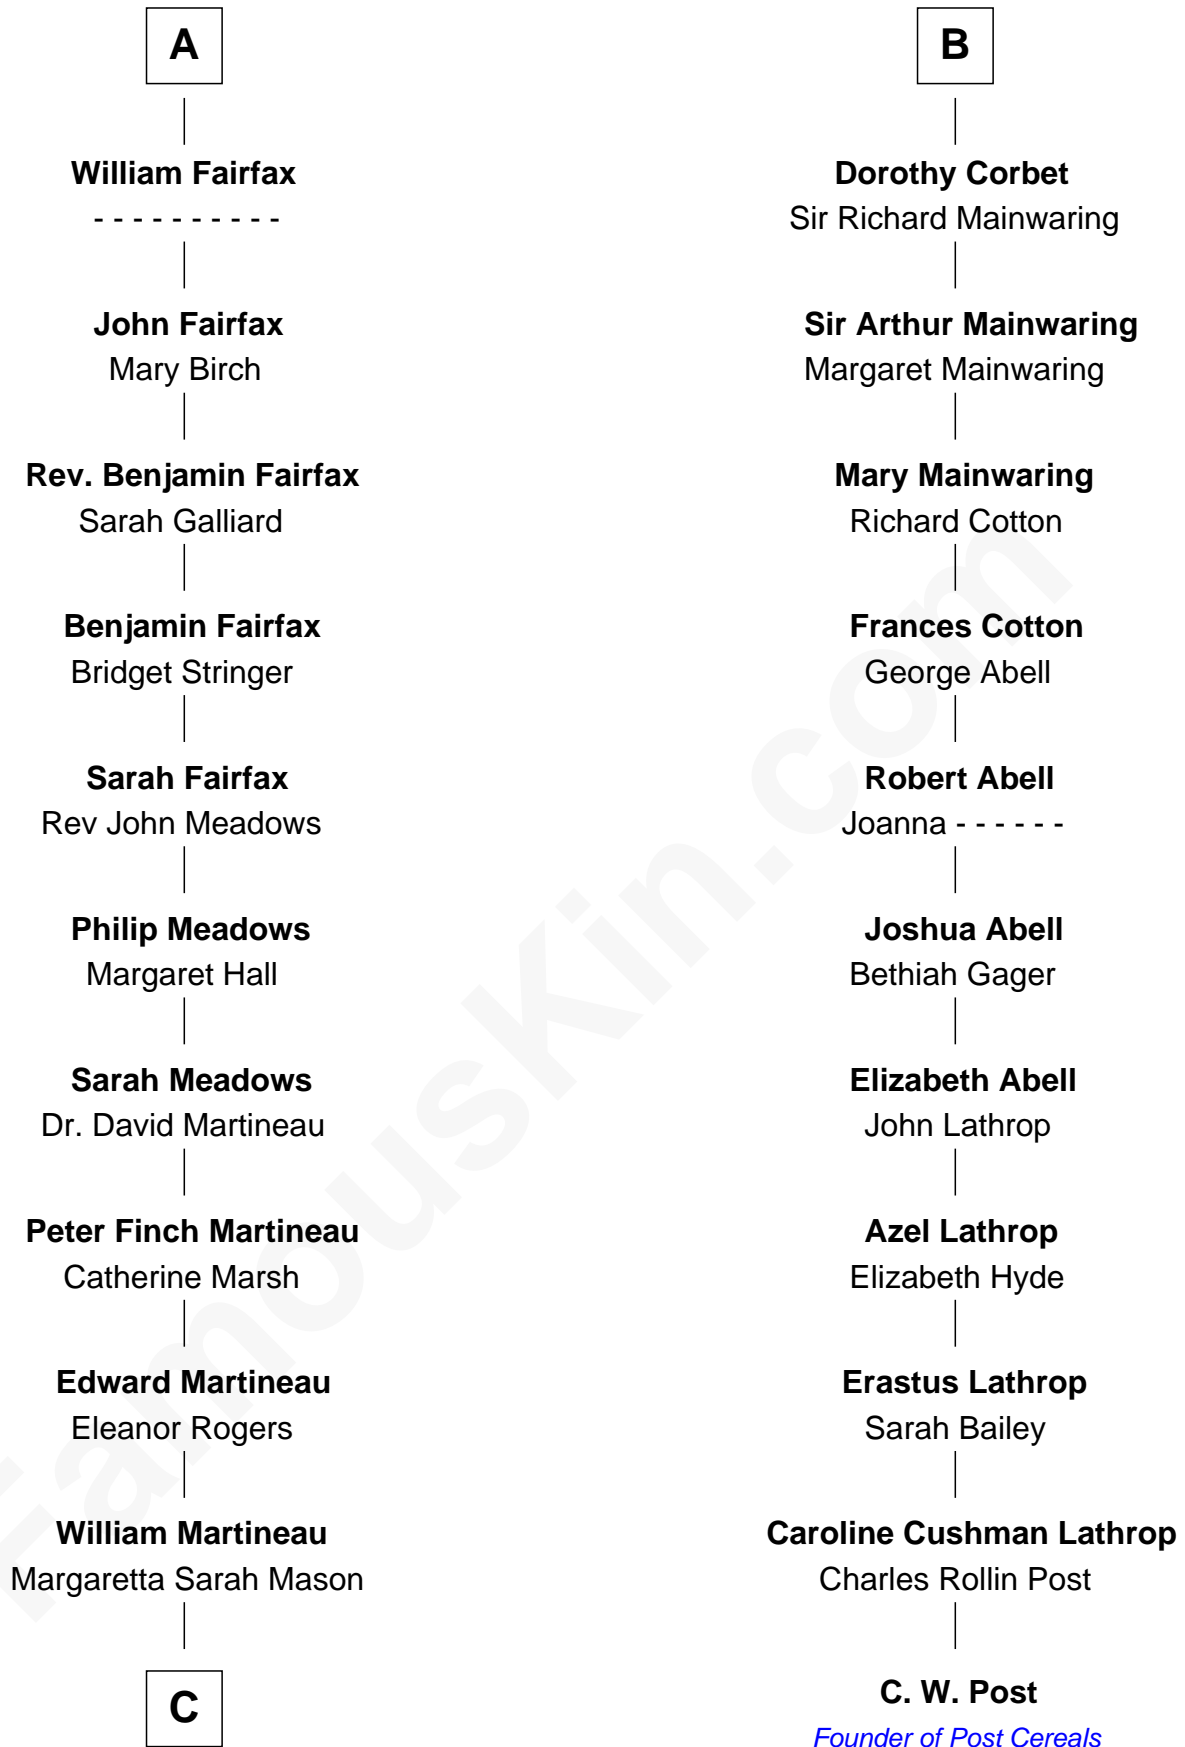 A
William Fairfax
- - - - - - - - - -
John Fairfax
Mary Birch
Rev. Benjamin Fairfax
Sarah Galliard
Benjamin Fairfax
Bridget Stringer
Sarah Fairfax
Rev John Meadows
Philip Meadows
Margaret Hall
Sarah Meadows
Dr. David Martineau
Peter Finch Martineau
Catherine Marsh
Edward Martineau
Eleanor Rogers
William Martineau
Margaretta Sarah Mason
C
B
Dorothy Corbet
Sir Richard Mainwaring
Sir Arthur Mainwaring
Margaret Mainwaring
Mary Mainwaring
Richard Cotton
Frances Cotton
George Abell
Robert Abell
Joanna - - - - - -
Joshua Abell
Bethiah Gager
Elizabeth Abell
John Lathrop
Azel Lathrop
Elizabeth Hyde
Erastus Lathrop
Sarah Bailey
Caroline Cushman Lathrop
Charles Rollin Post
C. W. Post
Founder of Post Cereals
FamousKin.com